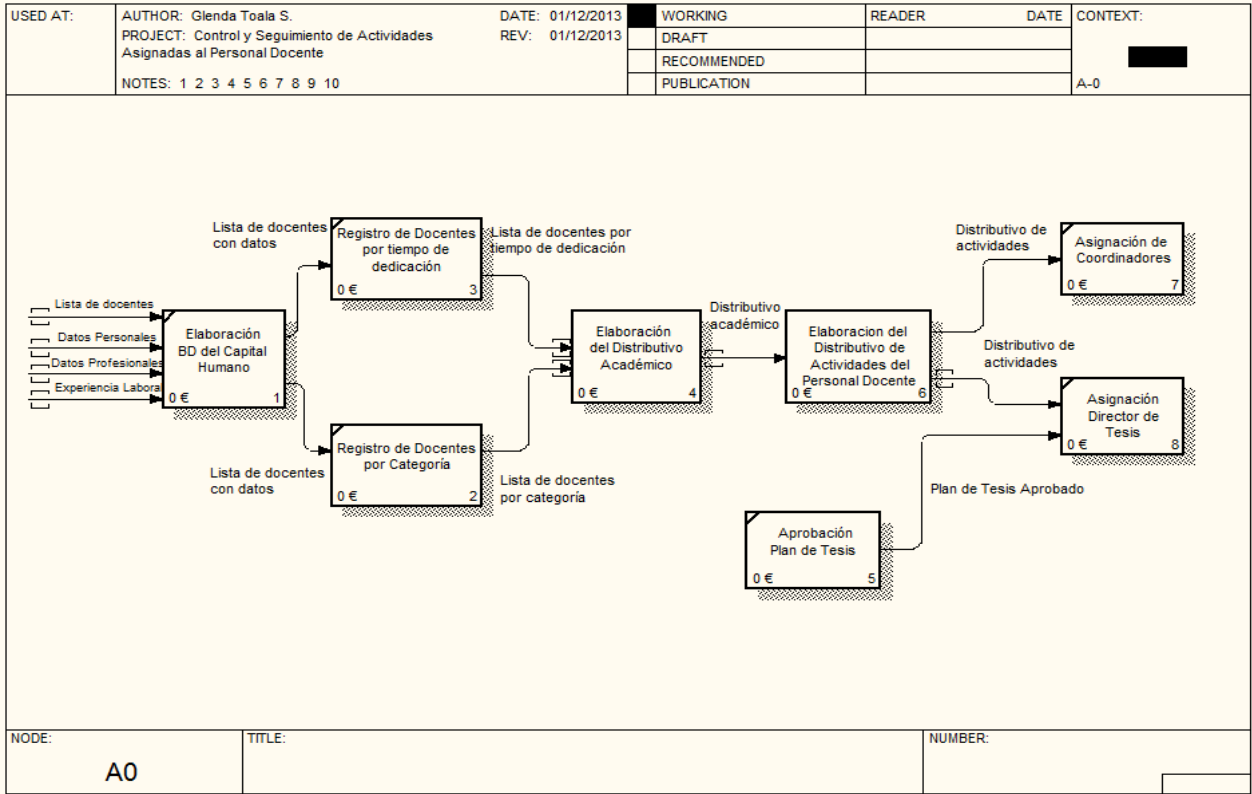 USED AT:
AUTHOR: Glenda Toala S.
DATE: 01/12/2013
PROJECT: Control y Seguimiento de Actividades
Asignadas al Personal Docente
REV: 01/12/2013
NOTES: 1 2 3 4 5 6 7 8 9 10
WORKING
DRAFT
RECOMMENDED
PUBLICATION
READER
DATE
CONTEXT:
A-0
Lista de docentes
Datos Personales
Datos Profesionales
Experiencia Laboral
Elaboración
BD del Capital
Humano
0 €
1
Lista de docentes
con datos
Registro de Docentes
por tiempo de
dedicación
0 €
3
Lista de docentes por
tiempo de dedicación
Lista de docentes
con datos
Registro de Docentes
por Categoría
0 €
2
Lista de docentes
por categoría
Elaboración
del Distributivo
Académico
0 €
4
Distributivo
académico
Elaboracion del
Distributivo de
Actividades del
Personal Docente
0 €
6
Distributivo de
actividades
Asignación de
Coordinadores
0 €
7
Distributivo de
actividades
Asignación
Director de
Tesis
0 €
8
Plan de Tesis Aprobado
Aprobación
Plan de Tesis
0 €
5
NODE:
A0
TITLE:
NUMBER: